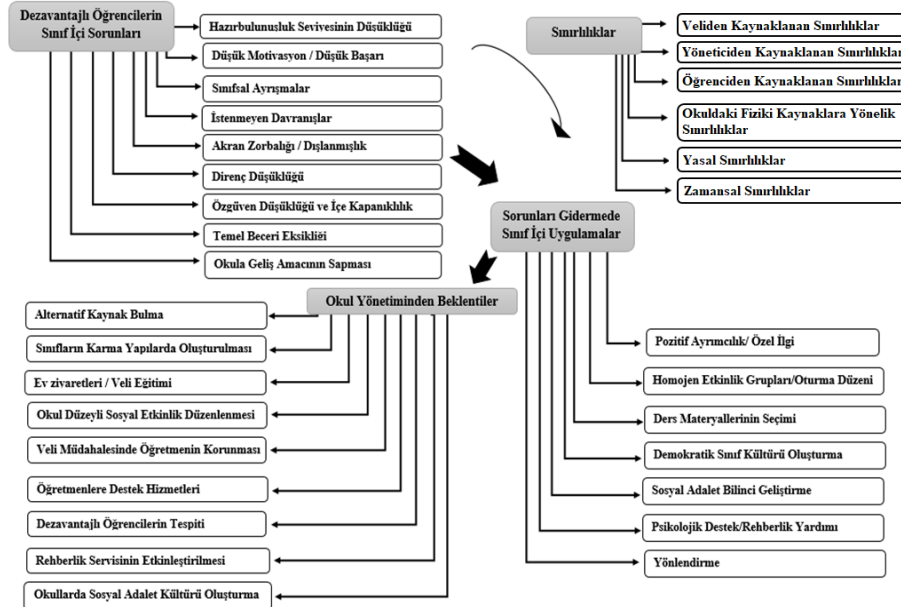 Dezavantajlı Öğrencilerin
Sınıf İçi Sorunları
Hazırbulunusluk Sevivesinin Düşüklüğü
Düşük Motivasyon / Düşük Başarı
Sınıfsal Ayrışmalar
İstenmeyen Davranışlar
Akran Zorbalığı / Dışlanmışlık
Direnç Düşüklüğü
Özgüven Düşüklüğü ve İçe Kapanıklılık
Temel Beceri Eksikliği
Okula Geliş Amacının Sapması
Sınırlılıklar
Veliden Kaynaklanan Sınırlılıklar
Yöneticiden Kaynaklanan Sınırlılıklar
Öğrenciden Kaynaklanan Sınırlılıklar
Okuldaki Fiziki Kaynaklara Yönelik
Sınırlılıklar
Yasal Sınırlılıklar
Zamansal Sınırlılıklar
Sorunları Gidermede
Sınıf İçi Uygulamalar
Pozitif Ayrımcılık/ Özel İlgi
Homojen Etkinlik Grupları/Oturma Düzeni
Ders Materyallerinin Seçimi
Demokratik Sınıf Kültürü Oluşturma
Sosyal Adalet Bilinci Geliştirme
Psikolojik Destek/Rehberlik Yardımı
Yönlendirme
Okul Yönetiminden Beklentiler
Alternatif Kaynak Bulma
Sınıfların Karma Yapılarda Oluşturulması
Ev zivaretleri / Veli Eğitimi
Okul Düzeyli Sosyal Etkinlik Düzenlenmesi
Veli Müdahalesinde Öğretmenin Korunması
Öğretmenlere Destek Hizmetleri
Dezavantajlı Öğrencilerin Tespiti
Rehberlik Servisinin Etkinleştirilmesi
Okullarda Sosyal Adalet Kültürü Oluşturma